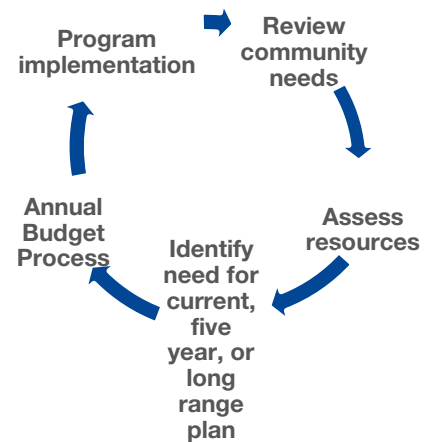 Program
implementation
Review
community
needs
Assess
resources
Identify
need for
current,
five
year, or
long
range
plan
Annual
Budget
Process